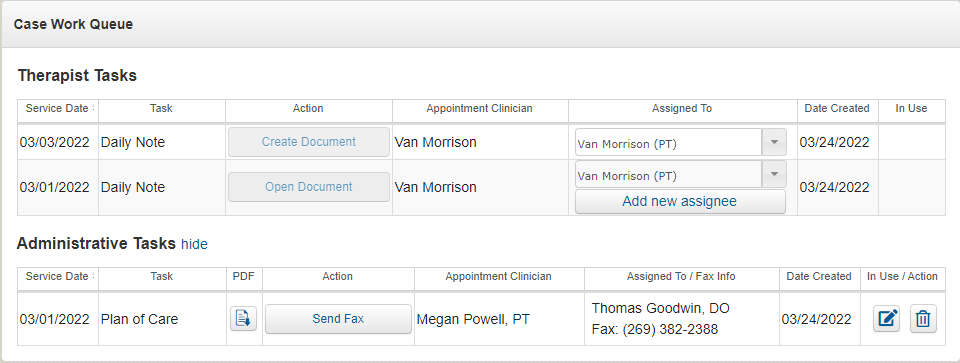 Case Work Queue
Therapist Tasks
Service Date Task Action Appointment Clinician Assigned To Date Created In Use
03/03/2022 Daily Note Create Document Van Morrison Van Morrison (PT) 03/24/2022
03/01/2022 Daily Note Open Document Van Morrison Van Morrison (PT) 03/24/2022
Add new assignee
Administrative Tasks hide
Service Date Task PDF Action Appointment Clinician Assigned To / Fax Info Date Created In Use / Action
03/01/2022 Plan of Care Send Fax Megan Powell, PT Thomas Goodwin, DO 03/24/2022
Fax: (269) 382-2388